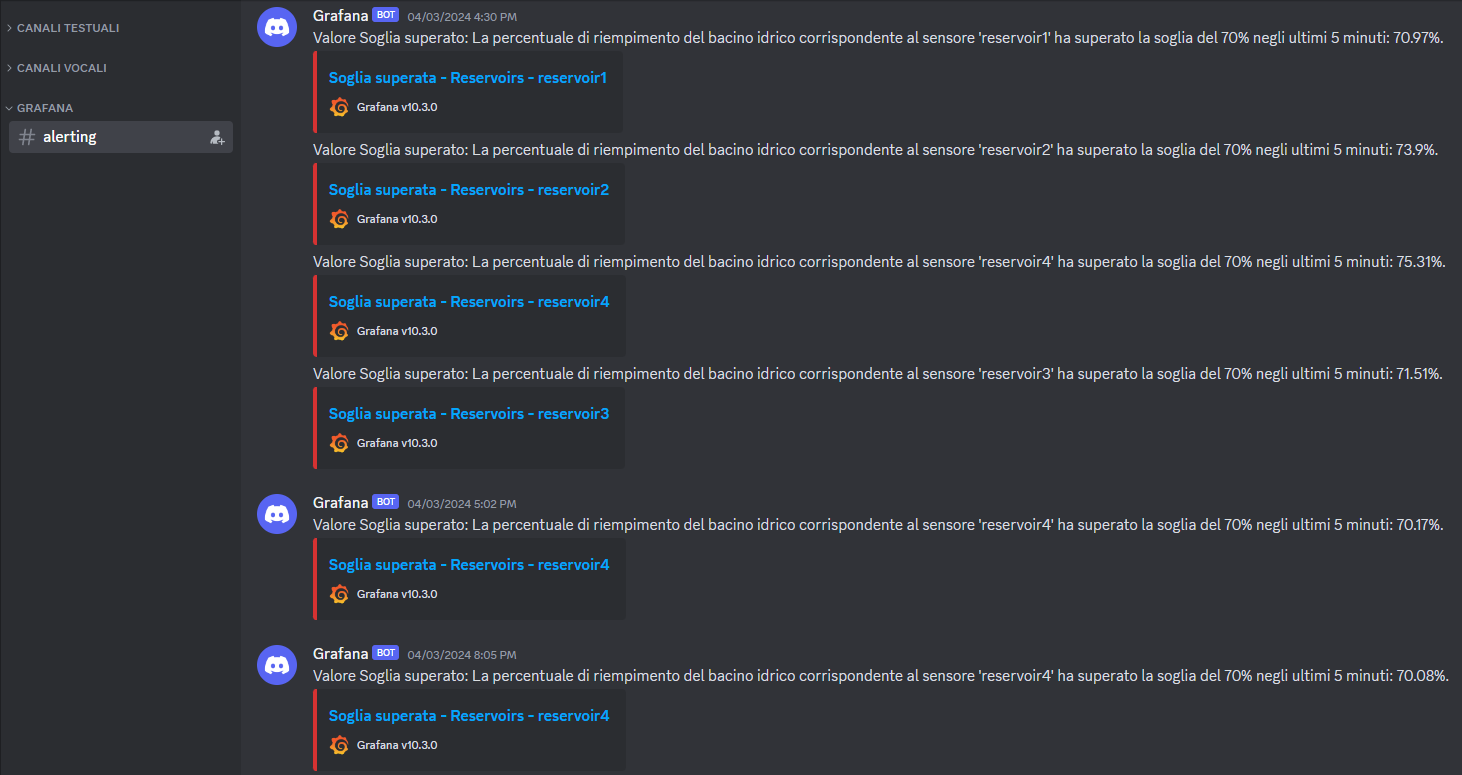 CANALI TESTUALI
CANALI VOCALI
GRAFANA
# alerting
Grafana BOT 04/03/2024 4:30 PM
Valore Soglia superato: La percentuale di riempimento del bacino idrico corrispondente al sensore 'reservoir1' ha superato la soglia del 70% negli ultimi 5 minuti: 70.97%.
Soglia superata - Reservoirs - reservoir1
Grafana v10.3.0
Valore Soglia superato: La percentuale di riempimento del bacino idrico corrispondente al sensore 'reservoir2' ha superato la soglia del 70% negli ultimi 5 minuti: 73.9%.
Soglia superata - Reservoirs - reservoir2
Grafana v10.3.0
Valore Soglia superato: La percentuale di riempimento del bacino idrico corrispondente al sensore 'reservoir4' ha superato la soglia del 70% negli ultimi 5 minuti: 75.31%.
Soglia superata - Reservoirs - reservoir4
Grafana v10.3.0
Valore Soglia superato: La percentuale di riempimento del bacino idrico corrispondente al sensore 'reservoir3' ha superato la soglia del 70% negli ultimi 5 minuti: 71.51%.
Soglia superata - Reservoirs - reservoir3
Grafana v10.3.0
Grafana BOT 04/03/2024 5:02 PM
Valore Soglia superato: La percentuale di riempimento del bacino idrico corrispondente al sensore 'reservoir4' ha superato la soglia del 70% negli ultimi 5 minuti: 70.17%.
Soglia superata - Reservoirs - reservoir4
Grafana v10.3.0
Grafana BOT 04/03/2024 8:05 PM
Valore Soglia superato: La percentuale di riempimento del bacino idrico corrispondente al sensore 'reservoir4' ha superato la soglia del 70% negli ultimi 5 minuti: 70.08%.
Soglia superata - Reservoirs - reservoir4
Grafana v10.3.0